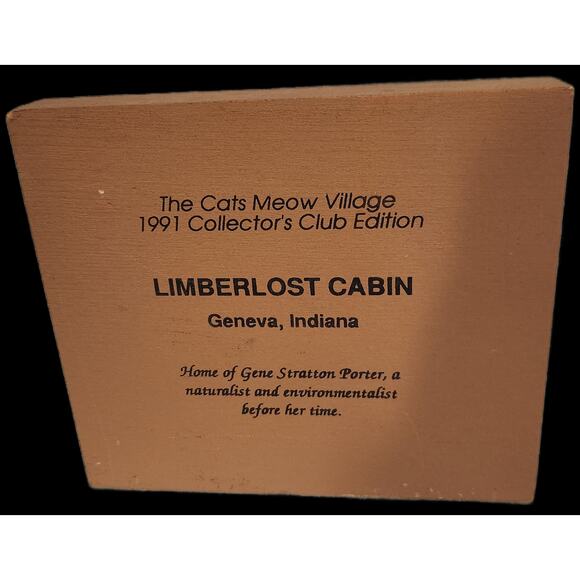 The Cats Meow Village
1991 Collector's Club Edition
LIMBERLOST CABIN
Geneva, Indiana
Home of Gene Stratton Porter, a
naturalist and environmentalist
before her time.